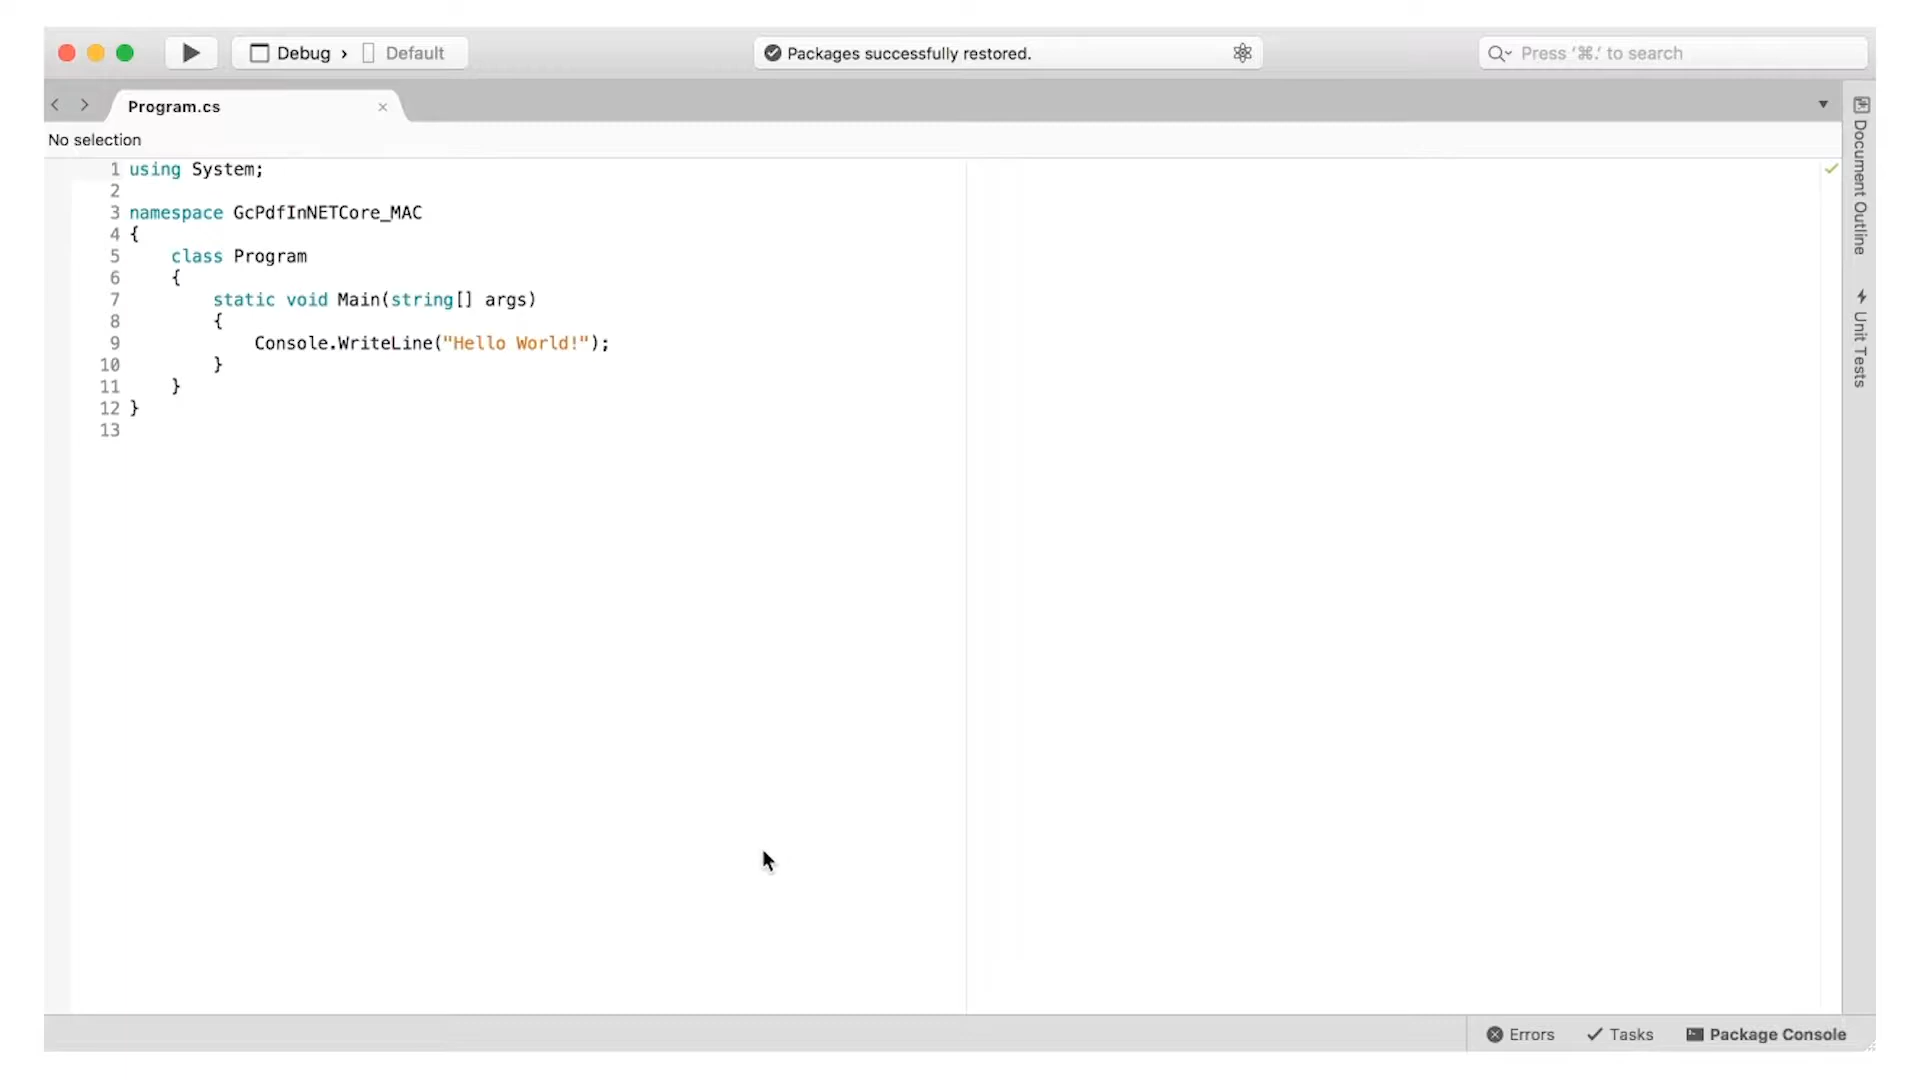 Debug › Default
Packages successfully restored.
Press ‘⌘.’ to search
Program.cs
No selection
1 using System;
2
3 namespace GcPdfInNETCore_MAC
4 {
5     class Program
6     {
7         static void Main(string[] args)
8         {
9             Console.WriteLine("Hello World!");
10         }
11     }
12 }
13
Document Outline
Unit Tests
Errors
Tasks
Package Console